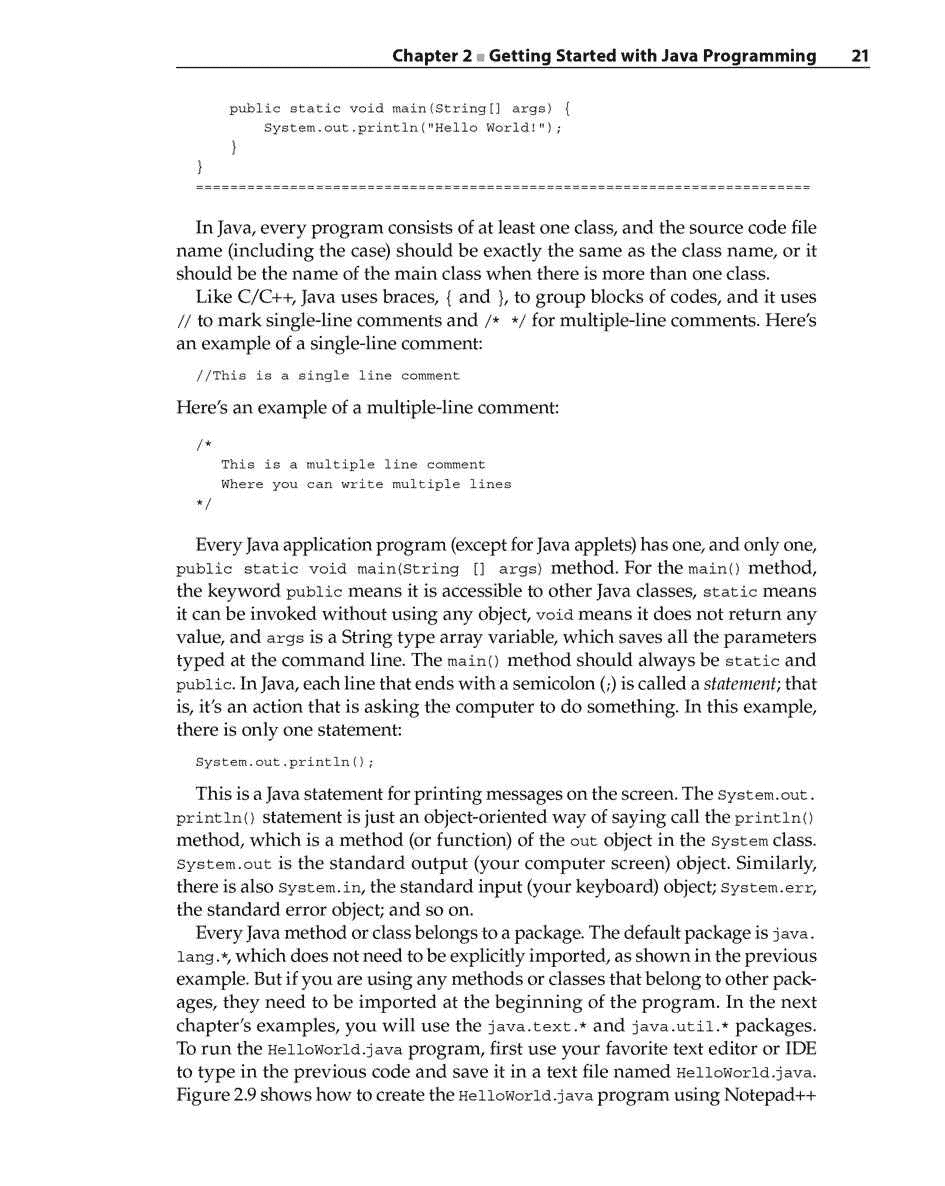 Chapter 2 ■ Getting Started with Java Programming 21
public static void main(String[] args) {
System.out.println("Hello World!");
}
}
========================================================================
In Java, every program consists of at least one class, and the source code file
name (including the case) should be exactly the same as the class name, or it
should be the name of the main class when there is more than one class.
Like C/C++, Java uses braces, { and }, to group blocks of codes, and it uses
// to mark single-line comments and /* */ for multiple-line comments. Here's
an example of a single-line comment:
//This is a single line comment
Here's an example of a multiple-line comment:
/*
This is a multiple line comment
Where you can write multiple lines
*/
Every Java application program (except for Java applets) has one, and only one,
public static void main(String [] args) method. For the main() method,
the keyword public means it is accessible to other Java classes, static means
it can be invoked without using any object, void means it does not return any
value, and args is a String type array variable, which saves all the parameters
typed at the command line. The main() method should always be static and
public. In Java, each line that ends with a semicolon (;) is called a statement; that
is, it's an action that is asking the computer to do something. In this example,
there is only one statement:
System.out.println();
This is a Java statement for printing messages on the screen. The System.out.
println() statement is just an object-oriented way of saying call the println()
method, which is a method (or function) of the out object in the System class.
System.out is the standard output (your computer screen) object. Similarly,
there is also System.in, the standard input (your keyboard) object; System.err,
the standard error object; and so on.
Every Java method or class belongs to a package. The default package is java.
lang.*, which does not need to be explicitly imported, as shown in the previous
example. But if you are using any methods or classes that belong to other pack-
ages, they need to be imported at the beginning of the program. In the next
chapter's examples, you will use the java.text.* and java.util.* packages.
To run the HelloWorld.java program, first use your favorite text editor or IDE
to type in the previous code and save it in a text file named HelloWorld.java.
Figure 2.9 shows how to create the HelloWorld.java program using Notepad++